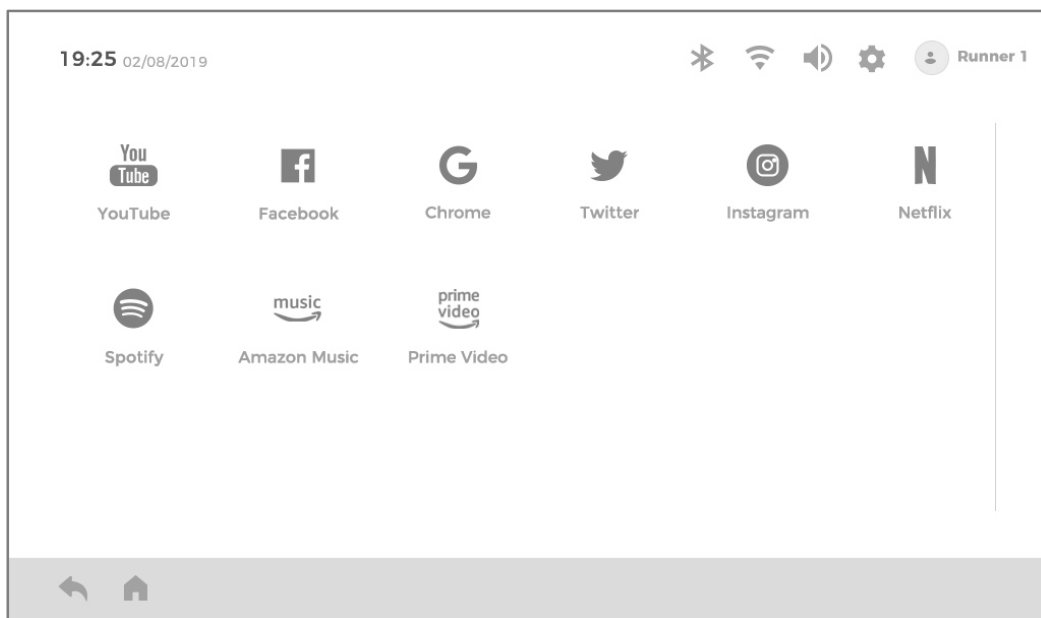 19:25 02/08/2019
Runner 1
You
Tube
YouTube
Facebook
Chrome
Twitter
Instagram
N
Netflix
Spotify
music
Amazon Music
prime
video
Prime Video